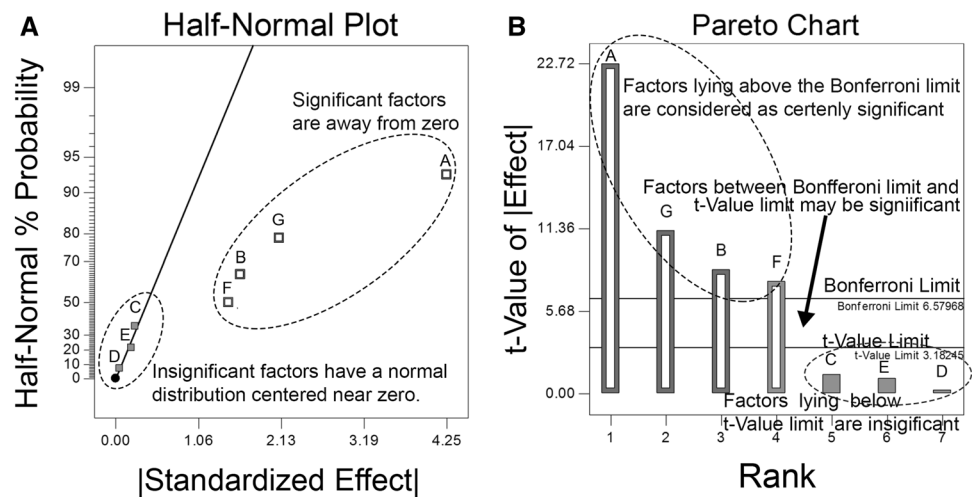 A
Half-Normal Plot
Half-Normal % Probability
99
95
90
80
70
50
30
20
10
0
Significant factors
are away from zero
A
G
B
F
C
E
D
Insignificant factors have a normal
distribution centered near zero.
0.00
1.06
2.13
3.19
4.25
|Standardized Effect|
B
Pareto Chart
t-Value of |Effect|
22.72
17.04
11.36
5.68
0.00
A
Factors lying above the Bonferroni limit
are considered as certenly significant
Factors between Bonfferoni limit and
t-Value limit may be signiificant
G
B
F
Bonferroni Limit
Bonferroni Limit 6.57968
t-Value Limit
t-Value Limit 3.18245
C
E
D
Factors lying below
t-Value limit are insigificant
1
2
3
4
5
6
7
Rank